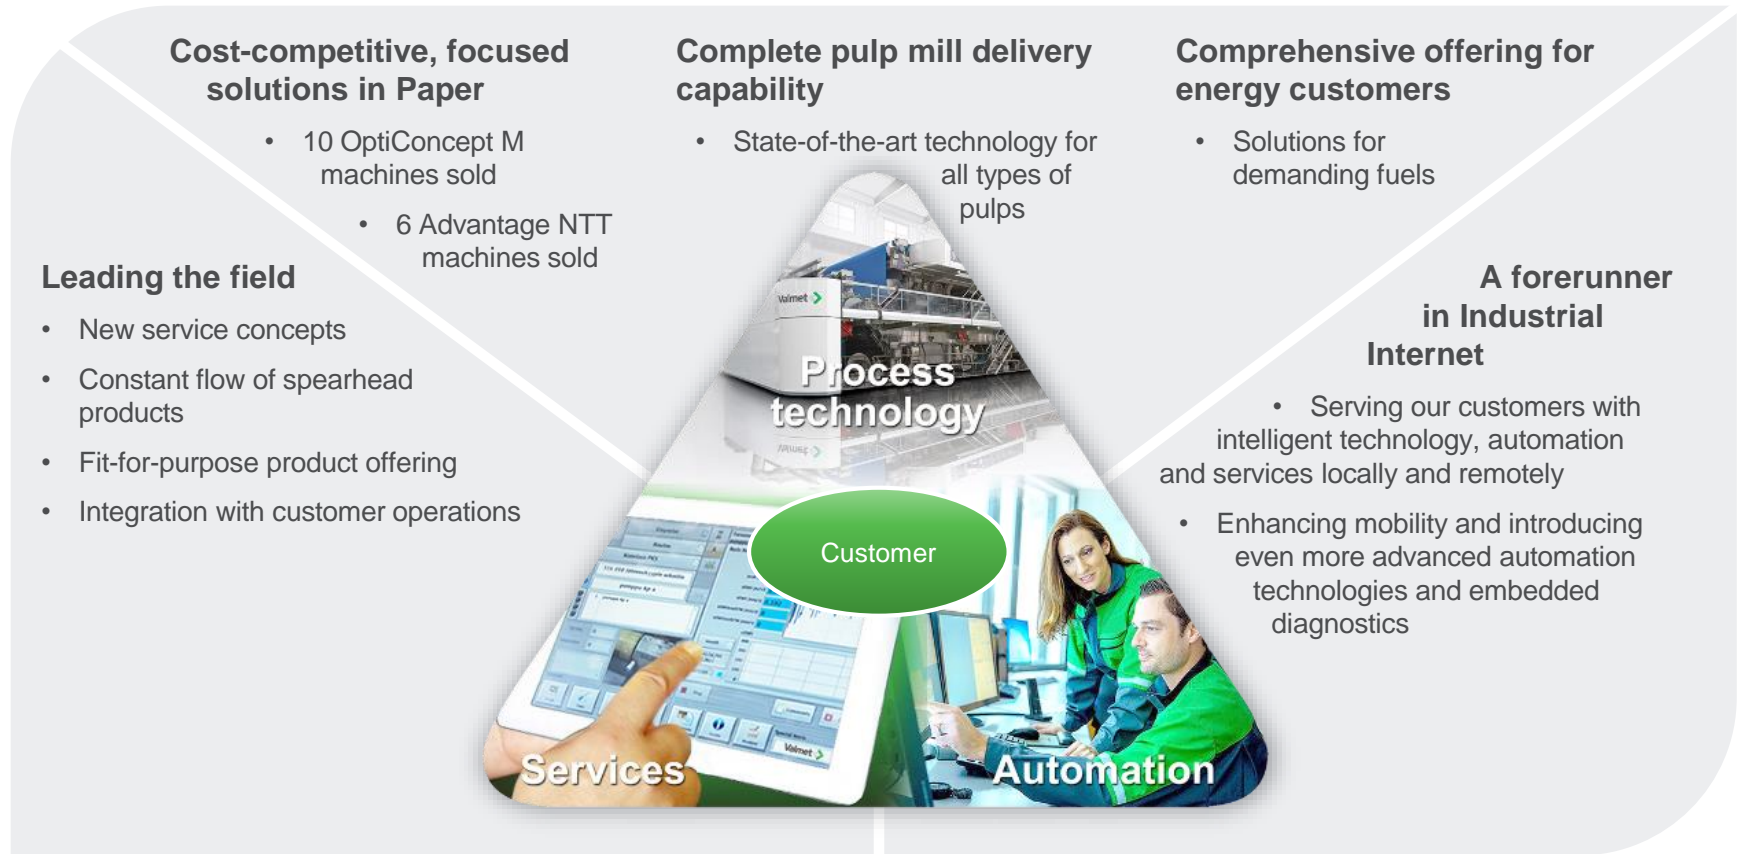 Cost-competitive, focused
solutions in Paper
• 10 OptiConcept M
machines sold
• 6 Advantage NTT
machines sold
Complete pulp mill delivery
capability
• State-of-the-art technology for
all types of
pulps
Comprehensive offering for
energy customers
• Solutions for
demanding fuels
Leading the field
• New service concepts
• Constant flow of spearhead
products
• Fit-for-purpose product offering
• Integration with customer operations
A forerunner
in Industrial
Internet
• Serving our customers with
intelligent technology, automation
and services locally and remotely
• Enhancing mobility and introducing
even more advanced automation
technologies and embedded
diagnostics
Valmet
Process
technology
Customer
Services
Valmet
Automation